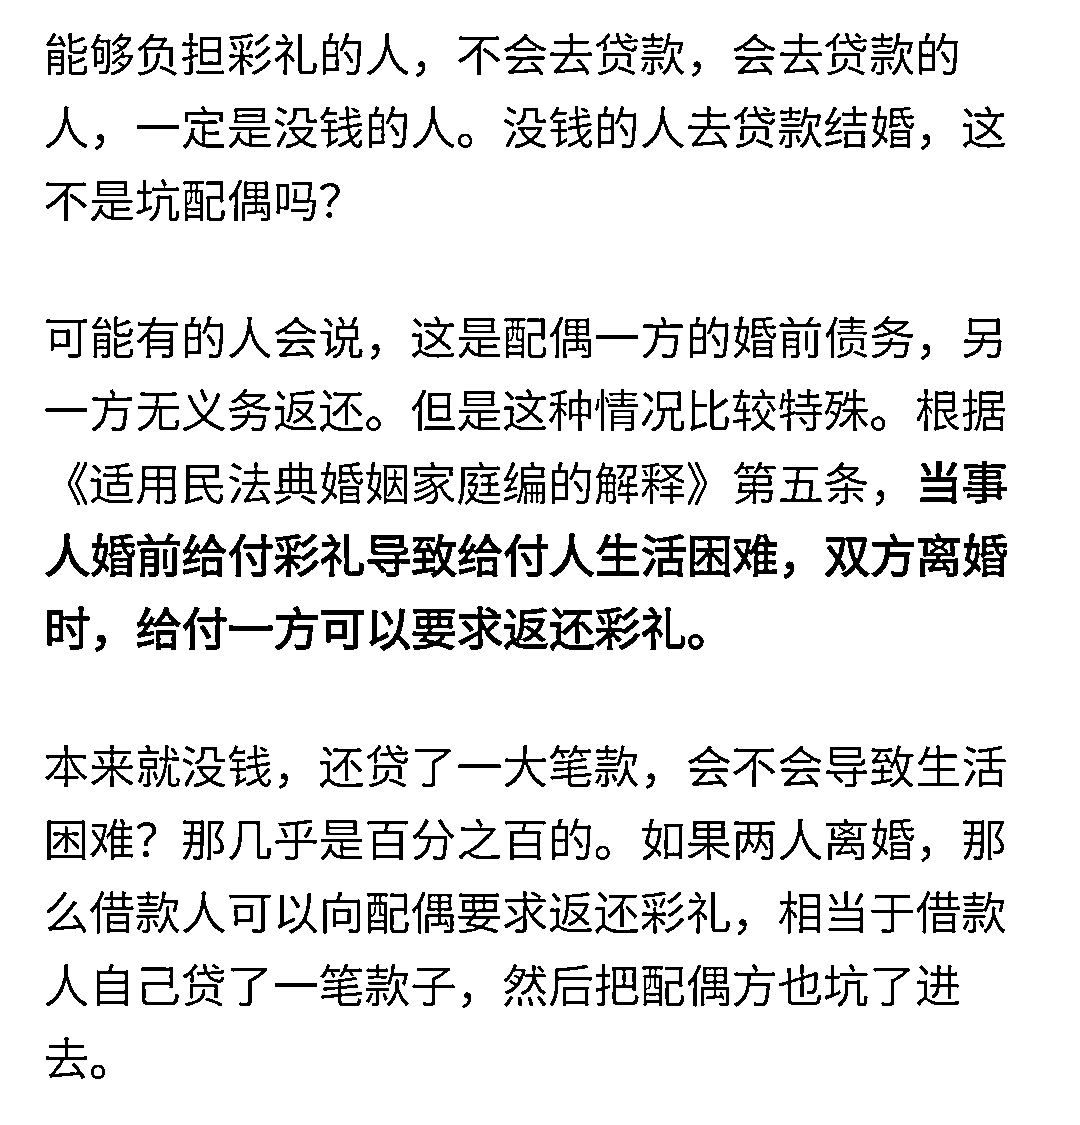 能够负担彩礼的人，不会去贷款，会去贷款的
人，一定是没钱的人。没钱的人去贷款结婚，这
不是坑配偶吗？
可能有的人会说，这是配偶一方的婚前债务，另
一方无义务返还。但是这种情况比较特殊。根据
《适用民法典婚姻家庭编的解释》第五条，当事
人婚前给付彩礼导致给付人生活困难，双方离婚
时，给付一方可以要求返还彩礼。
本来就没钱，还贷了一大笔款，会不会导致生活
困难？那几乎是百分之百的。如果两人离婚，那
么借款人可以向配偶要求返还彩礼，相当于借款
人自己贷了一笔款子，然后把配偶方也坑了进
去。